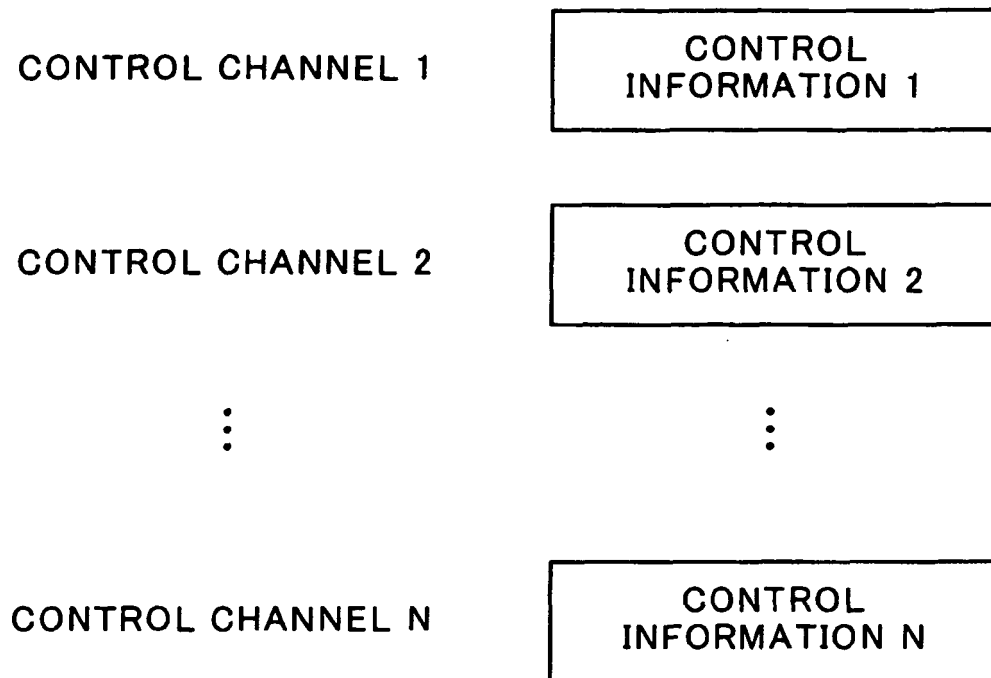 CONTROL CHANNEL 1
CONTROL
INFORMATION 1
CONTROL CHANNEL 2
CONTROL
INFORMATION 2
CONTROL CHANNEL N
CONTROL
INFORMATION N